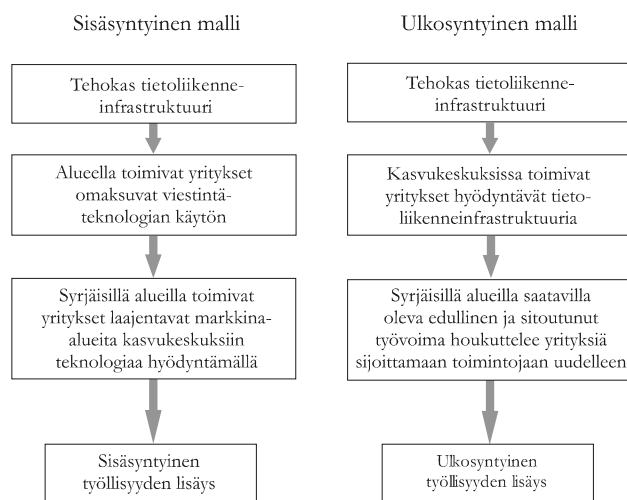 Sisäsyntyinen malli
Tehokas tietoliikenne-
infrastruktuuri
Alueella toimivat yritykset
omaksuvat viestintä-
teknologian käytön
Syrjäisillä alueilla toimivat
yritykset laajentavat markkina-
alueita kasvukeskuksiin
teknologiaa hyödyntämällä
Sisäsyntyinen
työllisyyden lisäys
Ulkosyntyinen malli
Tehokas tietoliikenne-
infrastruktuuri
Kasvukeskuksissa toimivat
yritykset hyödyntävät tieto-
liikenneinfrastruktuuria
Syrjäisillä alueilla saatavilla
oleva edullinen ja sitoutunut
työvoima houkuttelee yrityksiä
sijoittamaan toimintojaan uudelleen
Ulkosyntyinen
työllisyyden lisäys